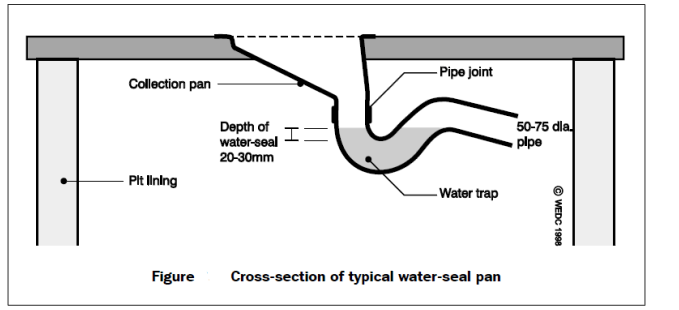 Collection pan
Pipe joint
Depth of
water-seal
20-30mm
50-75 dia.
pipe
Pit lining
Water trap
© WEDC 1998
Figure Cross-section of typical water-seal pan